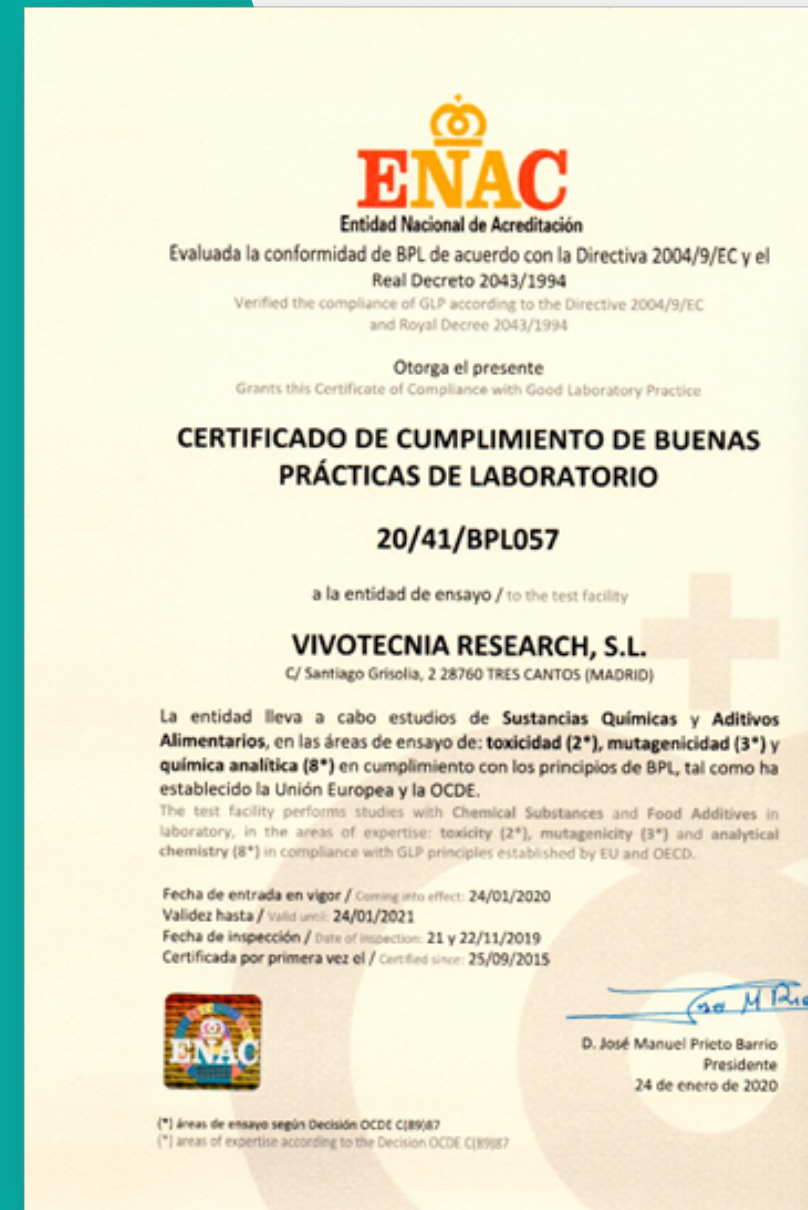 ENAC
Entidad Nacional de Acreditación
Evaluada la conformidad de BPL de acuerdo con la Directiva 2004/9/EC y el
Real Decreto 2043/1994
Verified the compliance of GLP according to the Directive 2004/9/EC
and Royal Decree 2043/1994
Otorga el presente
Grants this Certificate of Compliance with Good Laboratory Practice
CERTIFICADO DE CUMPLIMIENTO DE BUENAS
PRÁCTICAS DE LABORATORIO
20/41/BPL057
a la entidad de ensayo / to the test facility
VIVOTECNIA RESEARCH, S.L.
C/ Santiago Grisolia, 2 28760 TRES CANTOS (MADRID)
La entidad lleva a cabo estudios de Sustancias Químicas y Aditivos
Alimentarios, en las áreas de ensayo de: toxicidad (2*), mutagenicidad (3*) y
química analítica (8*) en cumplimiento con los principios de BPL, tal como ha
establecido la Unión Europea y la OCDE.
The test facility performs studies with Chemical Substances and Food Additives in
laboratory, in the areas of expertise: toxicity (2*), mutagenicity (3*) and analytical
chemistry (8*) in compliance with GLP principles established by EU and OECD.
Fecha de entrada en vigor / Coming into effect: 24/01/2020
Validez hasta / Valid until: 24/01/2021
Fecha de inspección / Date of inspection: 21 y 22/11/2019
Certificada por primera vez el / Certified since: 25/09/2015
ENAC
D. José Manuel Prieto Barrio
Presidente
24 de enero de 2020
(*) áreas de ensayo según Decisión OCDE C(89)87
(*) areas of expertise according to the Decision OCDE C(89)87